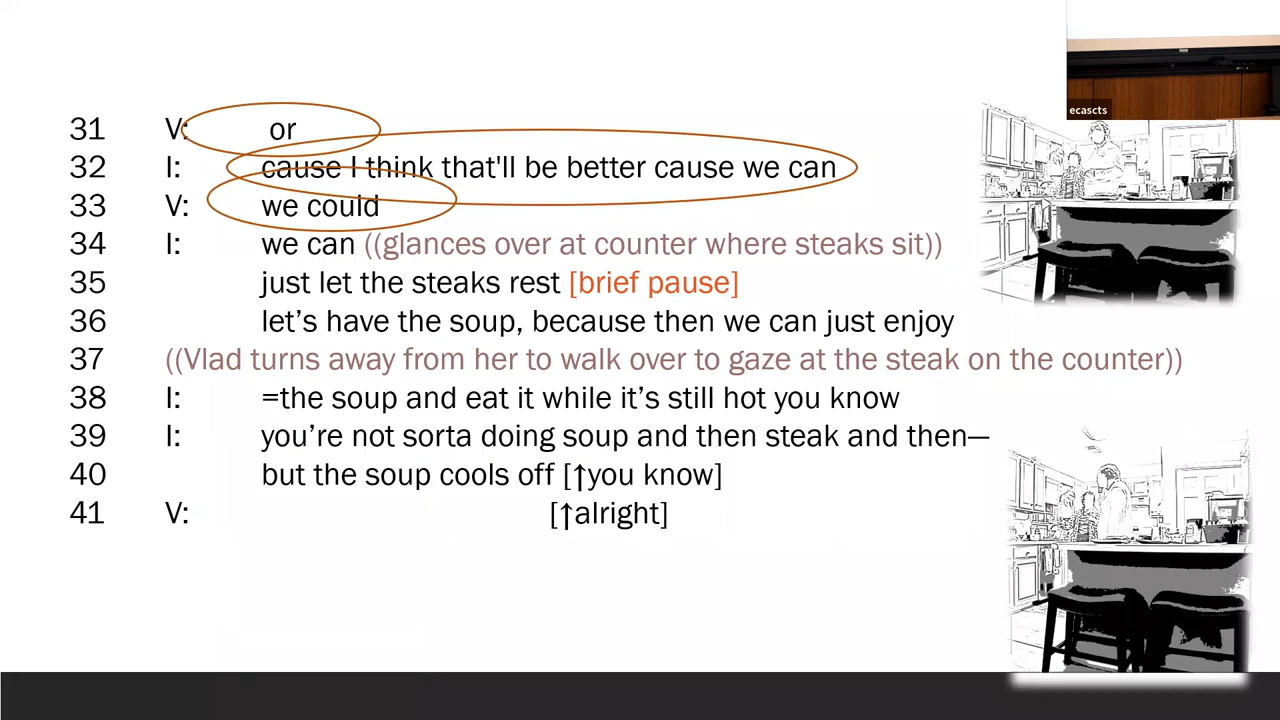 ecascts
31 V: or
32 I: cause I think that'll be better cause we can
33 V: we could
34 I: we can ((glances over at counter where steaks sit))
35 just let the steaks rest [brief pause]
36 let’s have the soup, because then we can just enjoy
37 ((Vlad turns away from her to walk over to gaze at the steak on the counter))
38 I: =the soup and eat it while it’s still hot you know
39 I: you’re not sorta doing soup and then steak and then—
40 but the soup cools off [↑you know]
41 V: [↑alright]